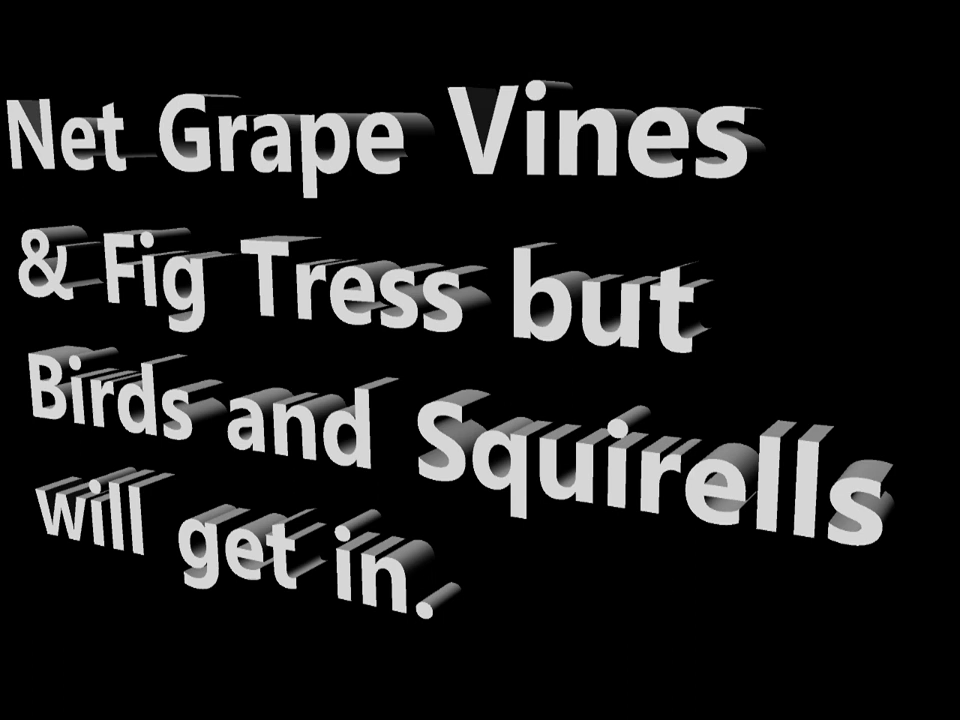 Net Grape Vines
& Fig Tress but
Birds and Squirells
will get in.